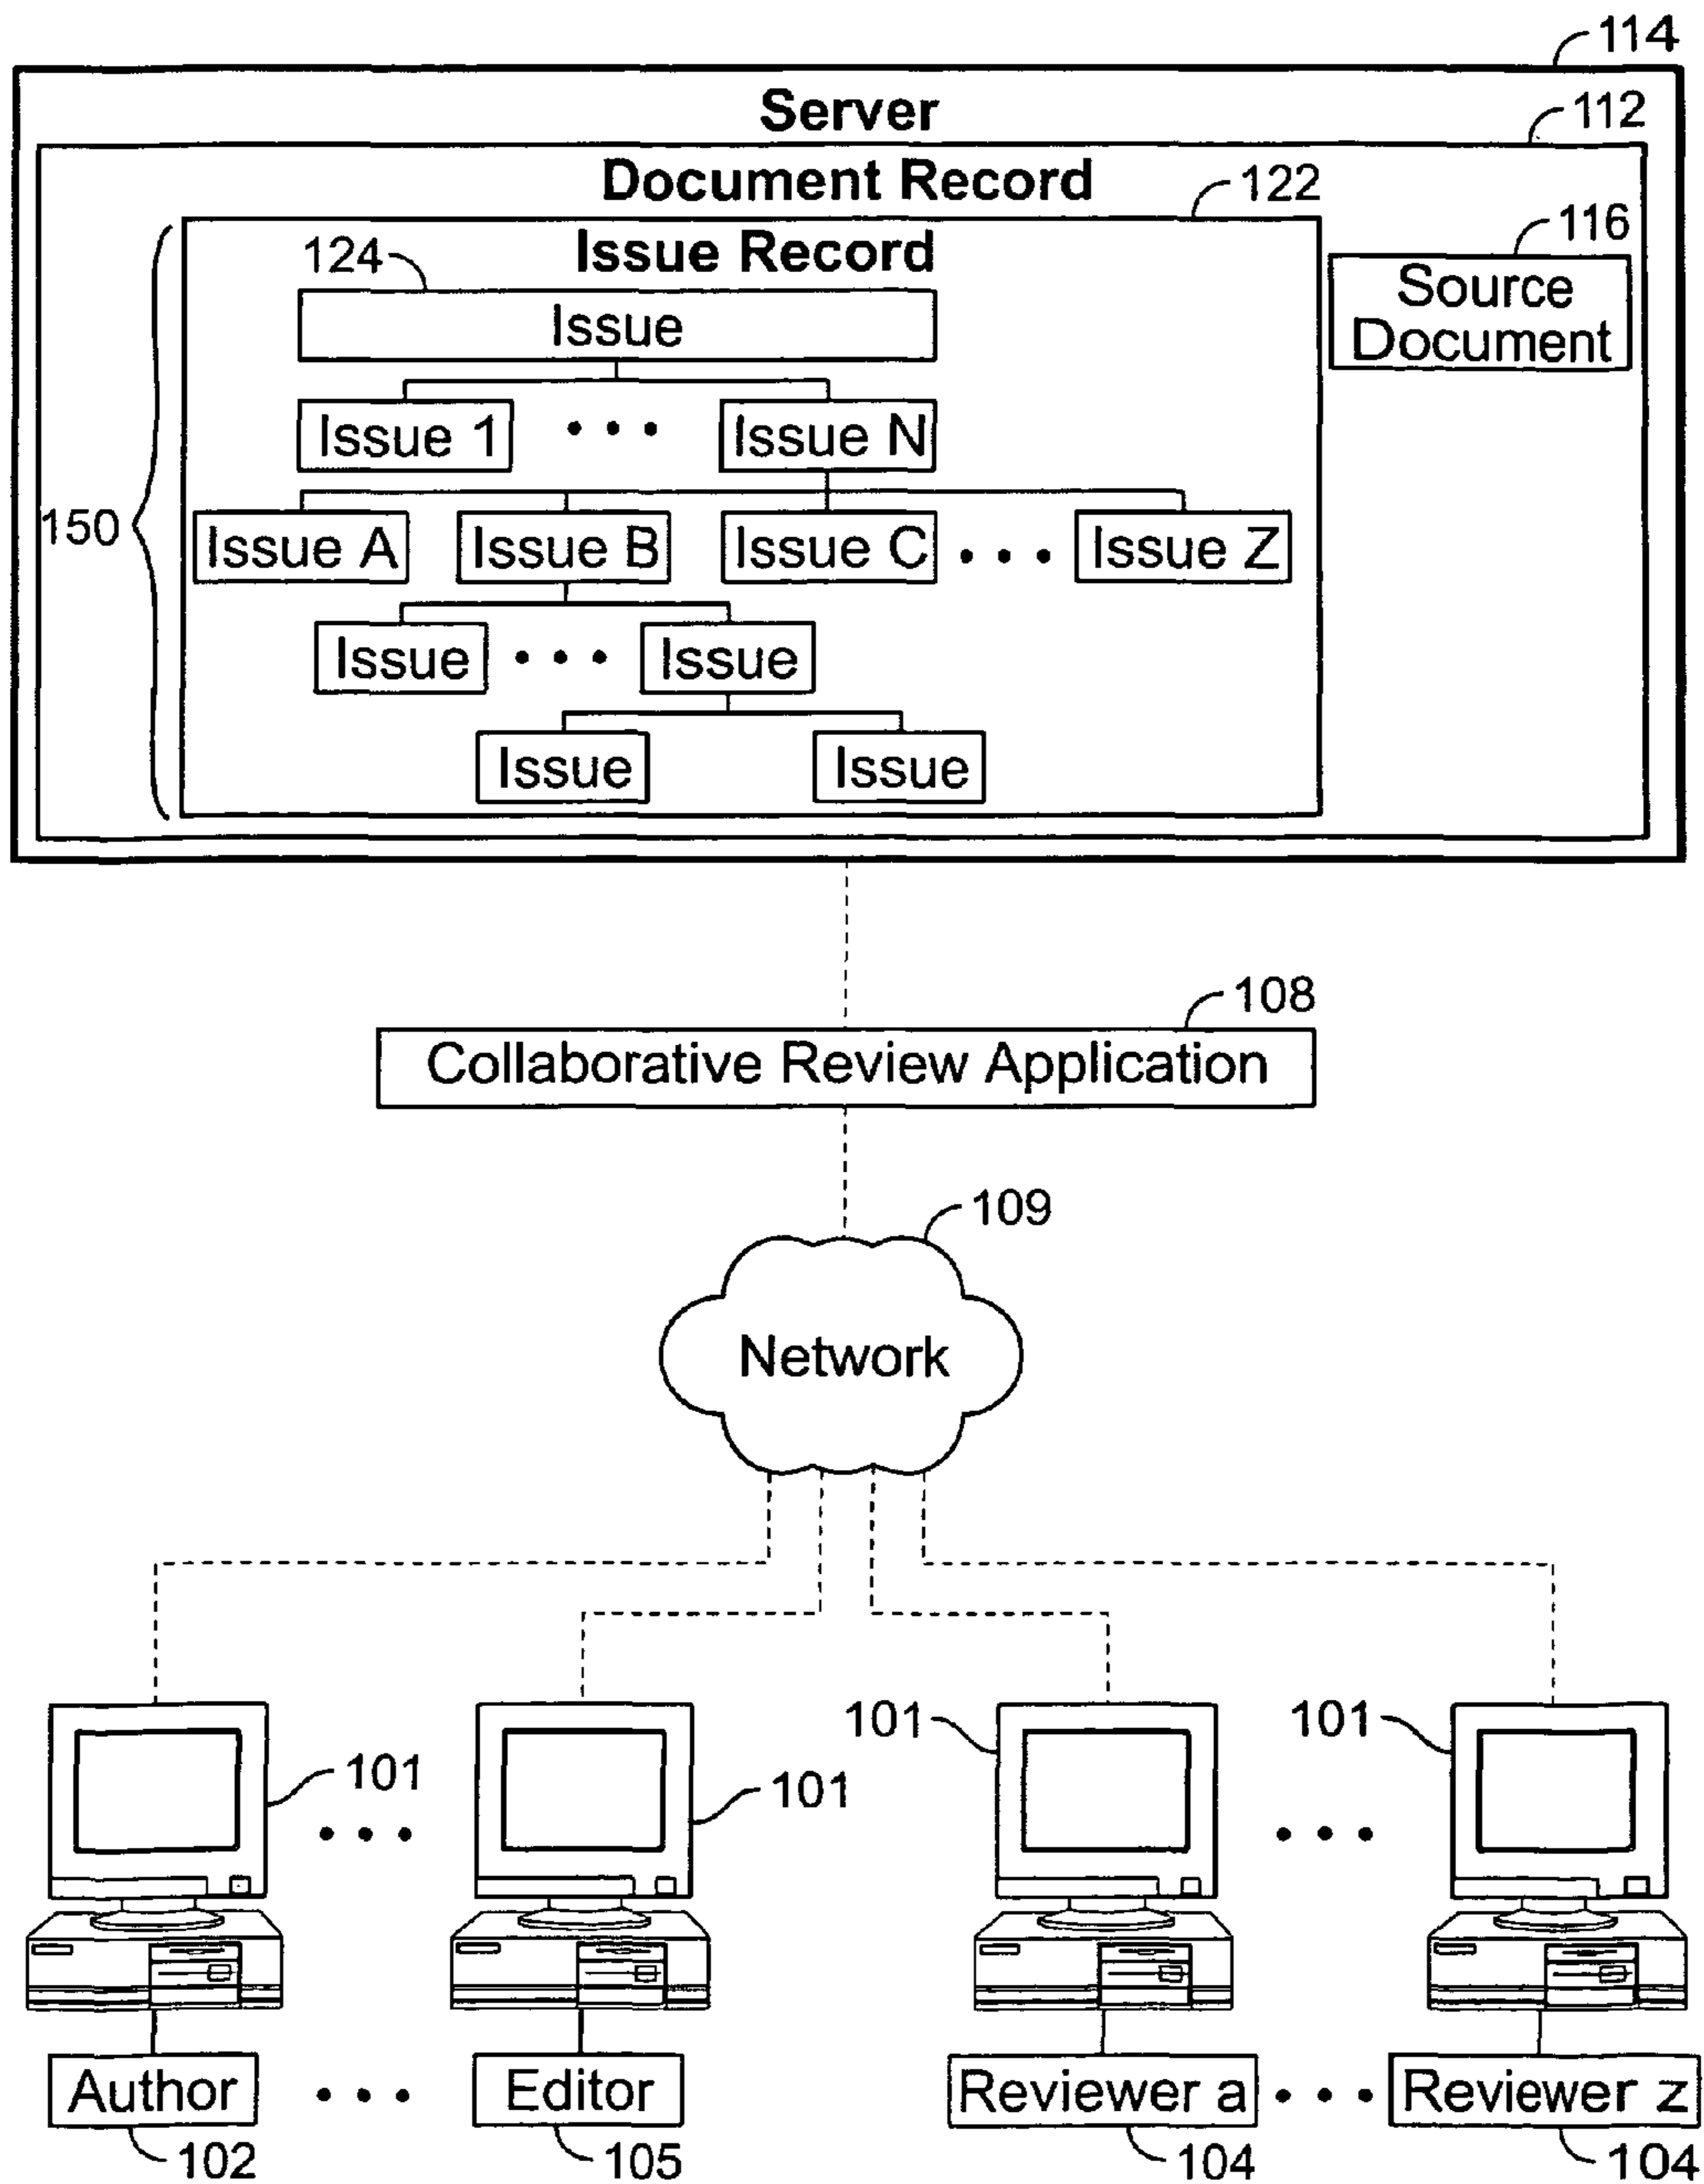 114
Server
112
Document Record
122
116
Issue Record
124
Source
Document
Issue
Issue 1 • • • Issue N
150
Issue A Issue B Issue C • • • Issue Z
Issue • • • Issue
Issue Issue
108
Collaborative Review Application
109
Network
101 101
101 • • • 101 • • •
Author • • • Editor Reviewer a • • • Reviewer z
102 105 104 104